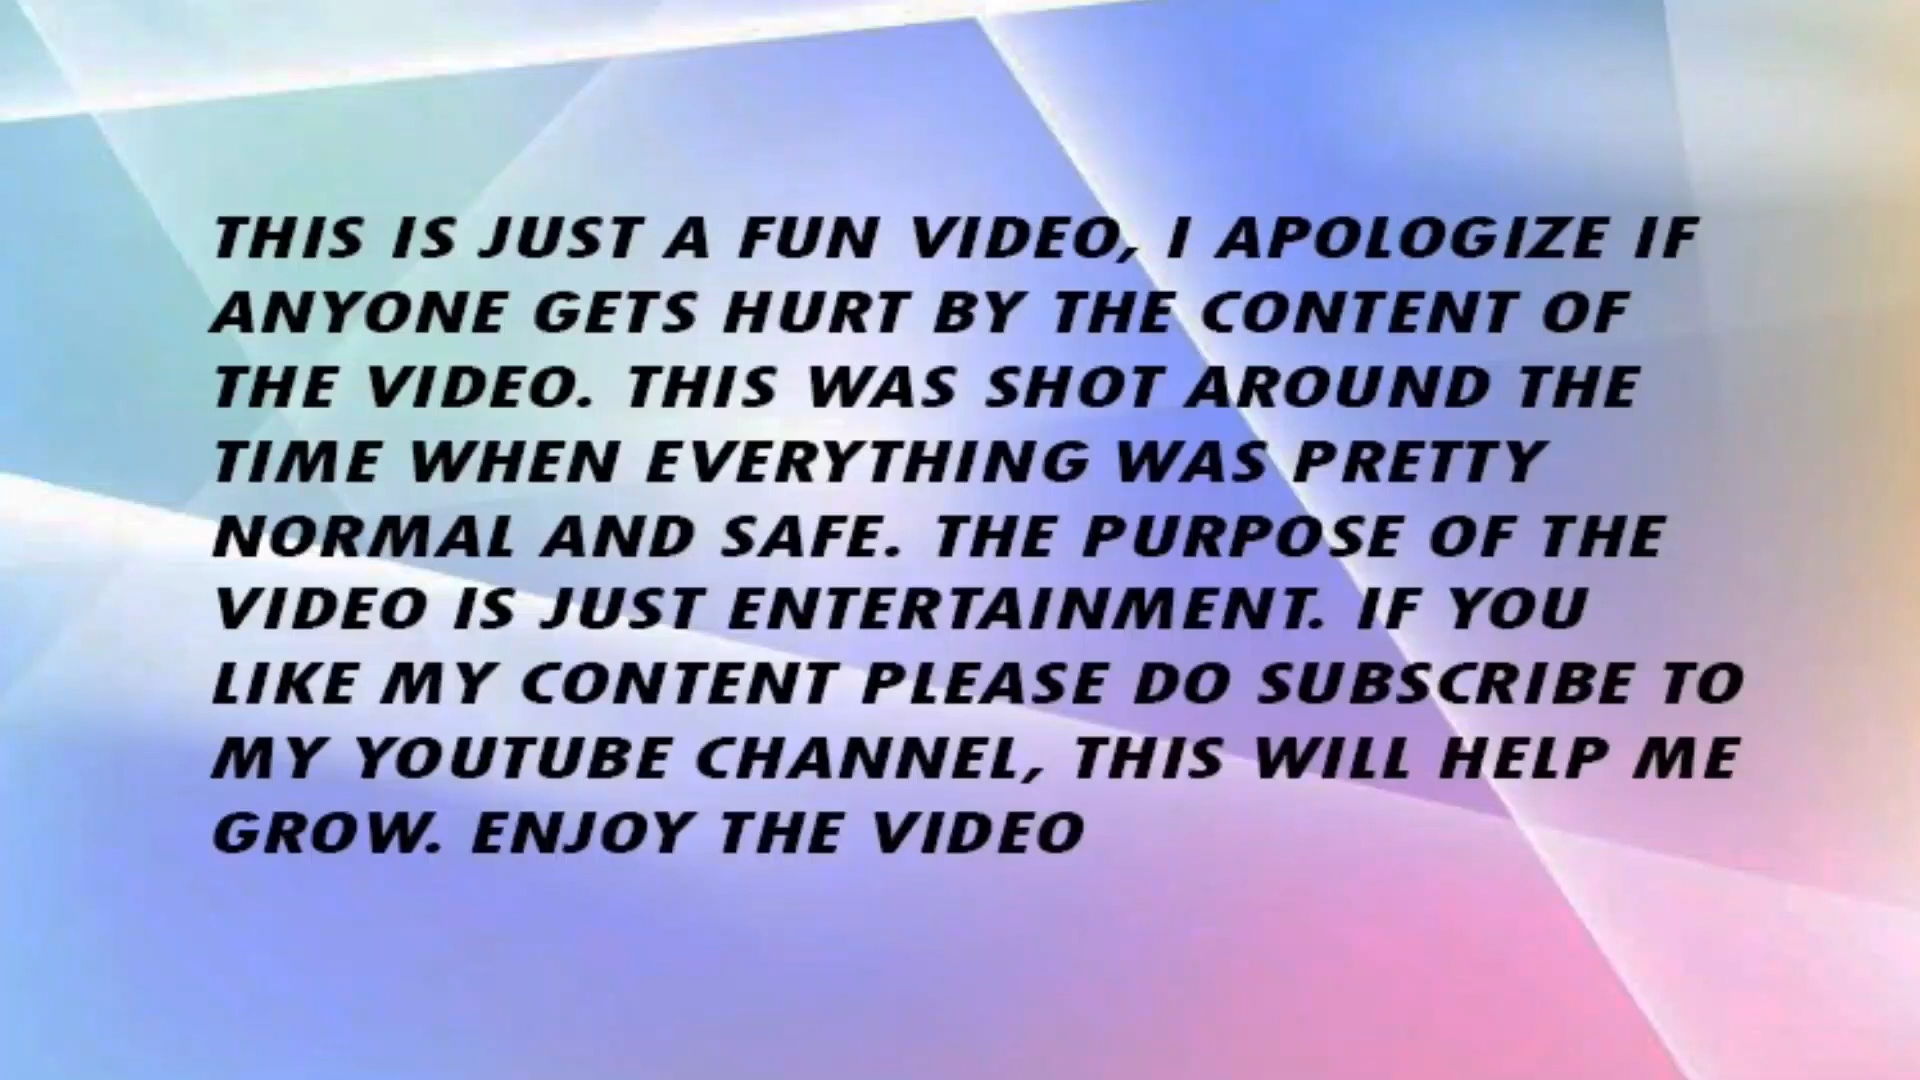 THIS IS JUST A FUN VIDEO, I APOLOGIZE IF
ANYONE GETS HURT BY THE CONTENT OF
THE VIDEO. THIS WAS SHOT AROUND THE
TIME WHEN EVERYTHING WAS PRETTY
NORMAL AND SAFE. THE PURPOSE OF THE
VIDEO IS JUST ENTERTAINMENT. IF YOU
LIKE MY CONTENT PLEASE DO SUBSCRIBE TO
MY YOUTUBE CHANNEL, THIS WILL HELP ME
GROW. ENJOY THE VIDEO